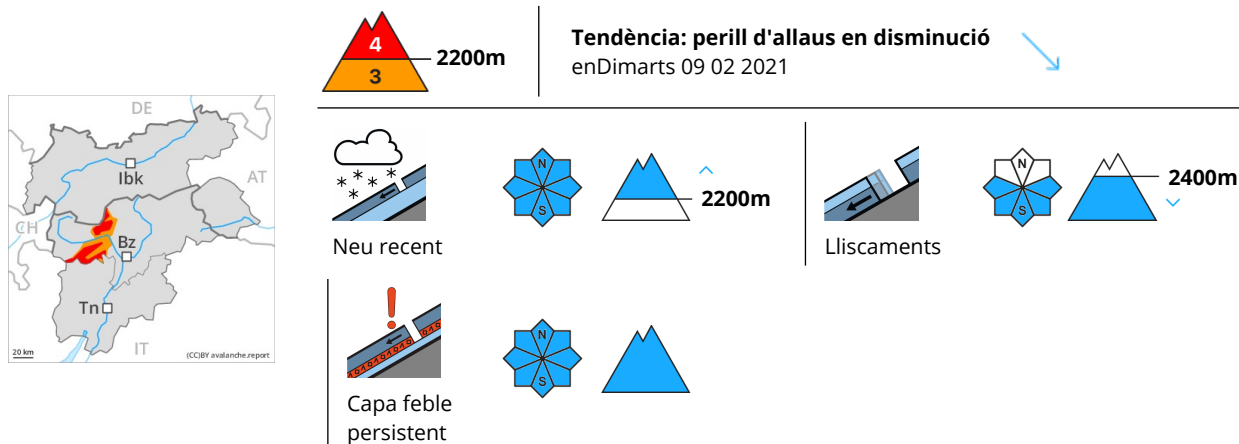 4
2200m
3
Tendència: perill d'allaus en disminució
enDimarts 09 02 2021
DE
Ibk
AT
CH
Bz
Tn
IT
20 km
(CC)BY avalanche.report
N
S
2200m
Neu recent
N
S
2400m
Lliscaments
N
S
Capa feble
persistent